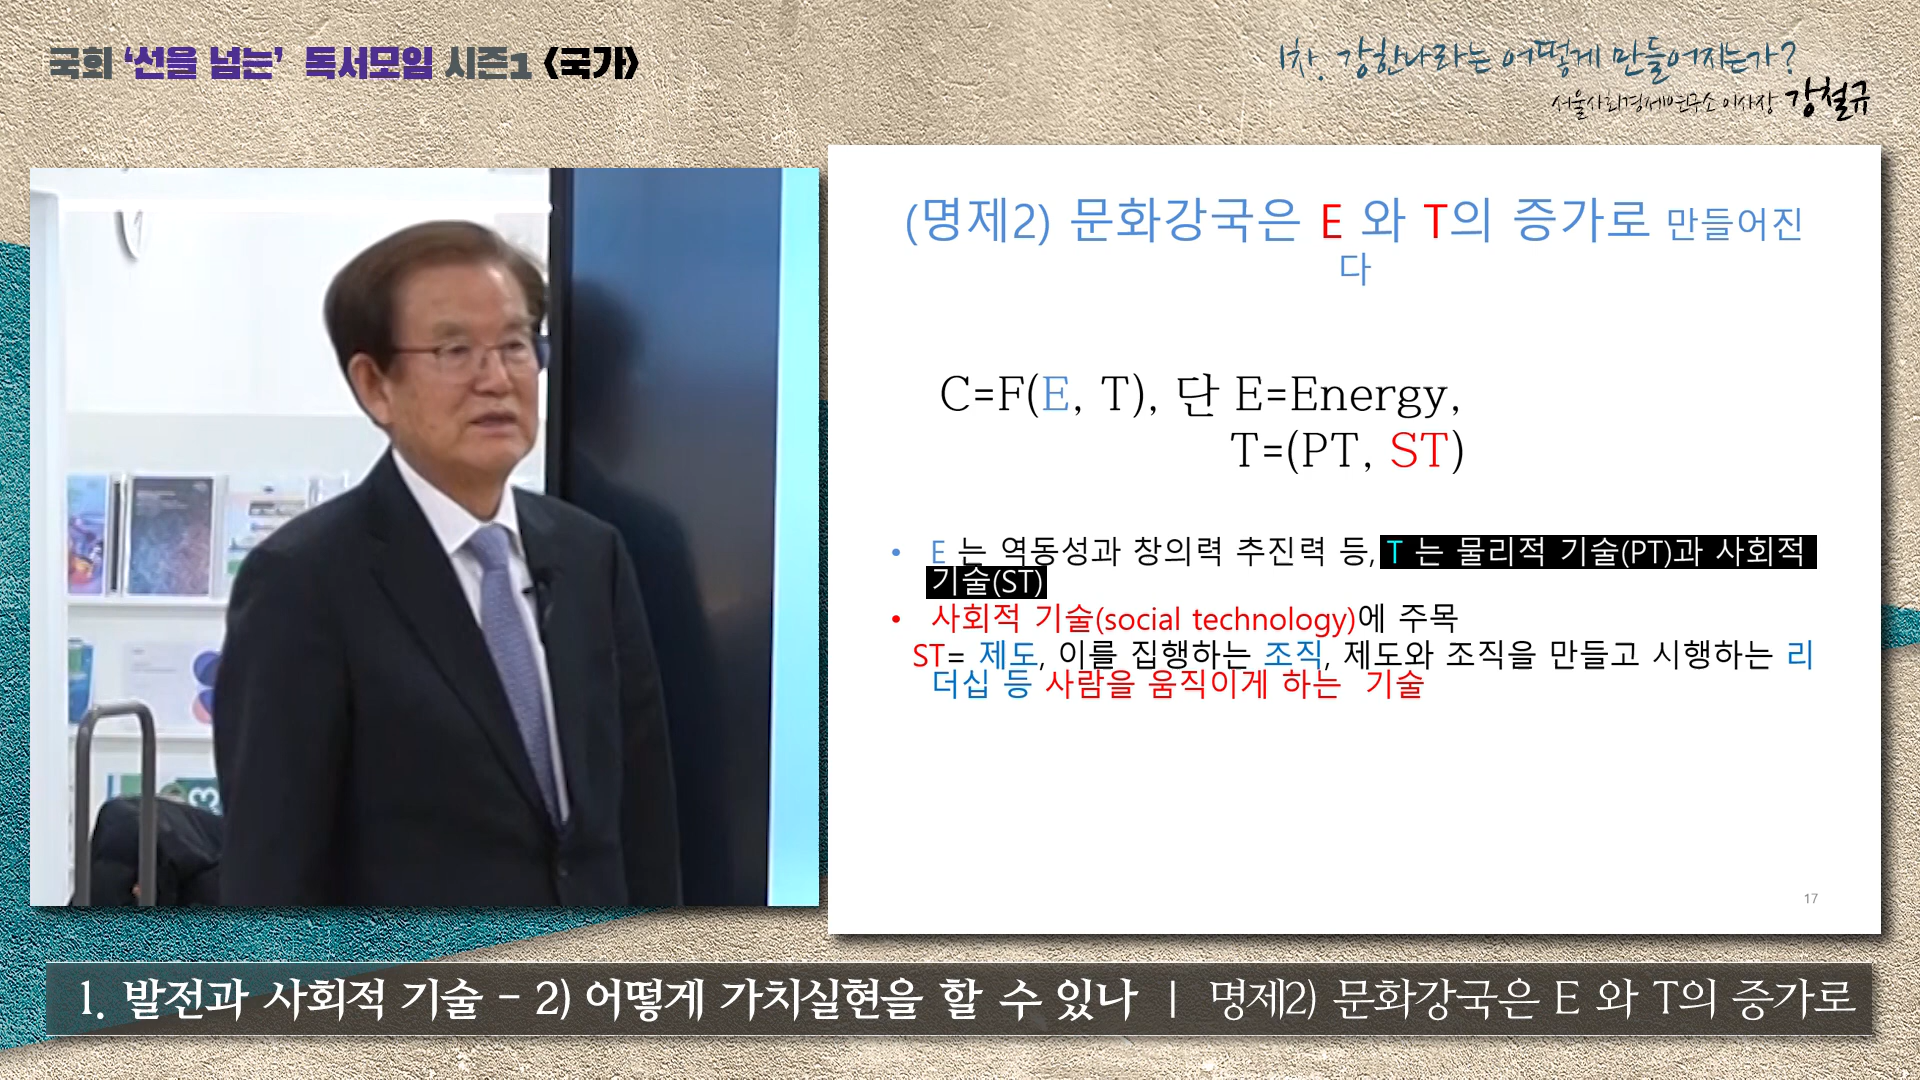 국회 ‘선을 넘는’ 독서모임 시즌1 <국가>
1차. 강한나라는 어떻게 만들어지는가?
서울사회경제연구소 이사장 강철규
(명제2) 문화강국은 E 와 T의 증가로 만들어진
다
C=F(E, T), 단 E=Energy,
T=(PT, ST)
• E 는 역동성과 창의력 추진력 등, T 는 물리적 기술(PT)과 사회적
기술(ST)
• 사회적 기술(social technology)에 주목
ST= 제도, 이를 집행하는 조직, 제도와 조직을 만들고 시행하는 리
더십 등 사람을 움직이게 하는 기술
17
1. 발전과 사회적 기술 - 2) 어떻게 가치실현을 할 수 있나 | 명제2) 문화강국은 E 와 T의 증가로